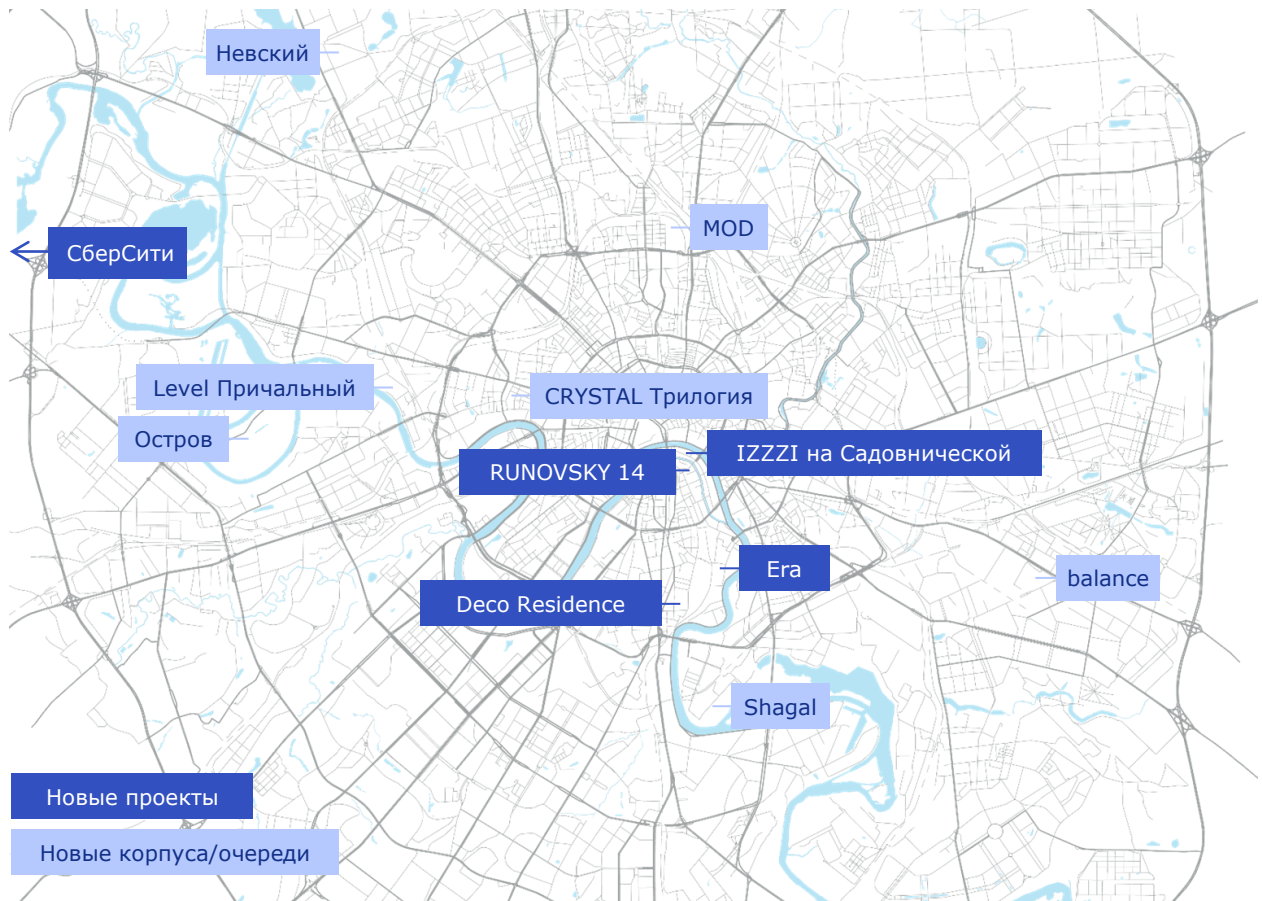 Невский
MOD
СберСити
Level Причальный
CRYSTAL Трилогия
Остров
IZZZI на Садовнической
RUNOVSKY 14
Era
balance
Deco Residence
Shagal
Новые проекты
Новые корпуса/очереди